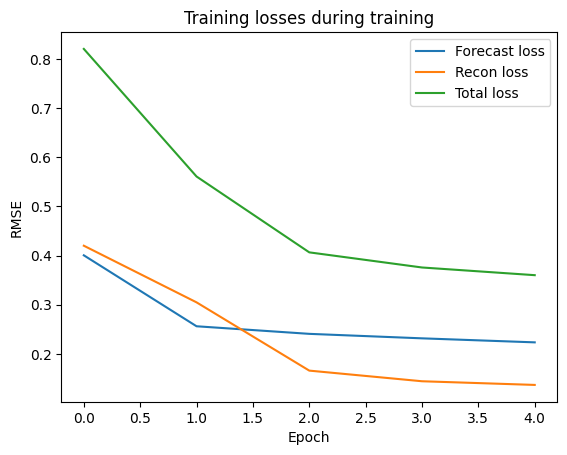 Training losses during training
Forecast loss
Recon loss
Total loss
RMSE
0.8
0.7
0.6
0.5
0.4
0.3
0.2
0.0 0.5 1.0 1.5 2.0 2.5 3.0 3.5 4.0
Epoch